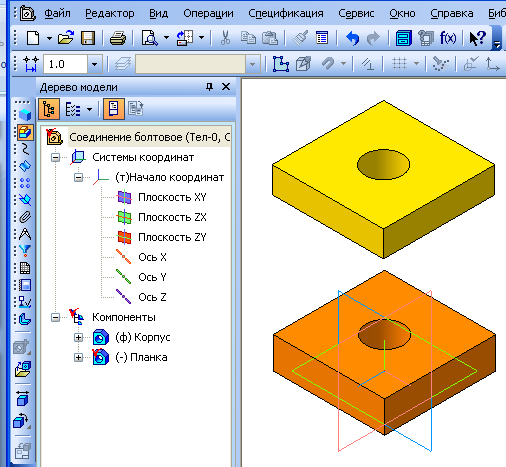 Файл Редактор Вид Операции Спецификация Сервис Окно Справка Биб
f(x)
1.0
Дерево модели
Соединение болтовое (Тел-0, С
Системы координат
(т)Начало координат
Плоскость XY
Плоскость ZX
Плоскость ZY
Ось X
Ось Y
Ось Z
Компоненты
(ф) Корпус
(-) Планка